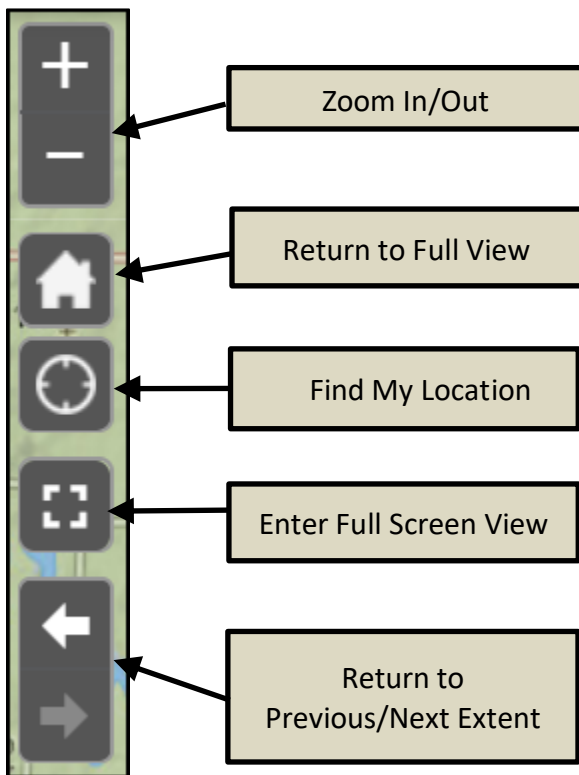 Zoom In/Out
Return to Full View
Find My Location
Enter Full Screen View
Return to
Previous/Next Extent